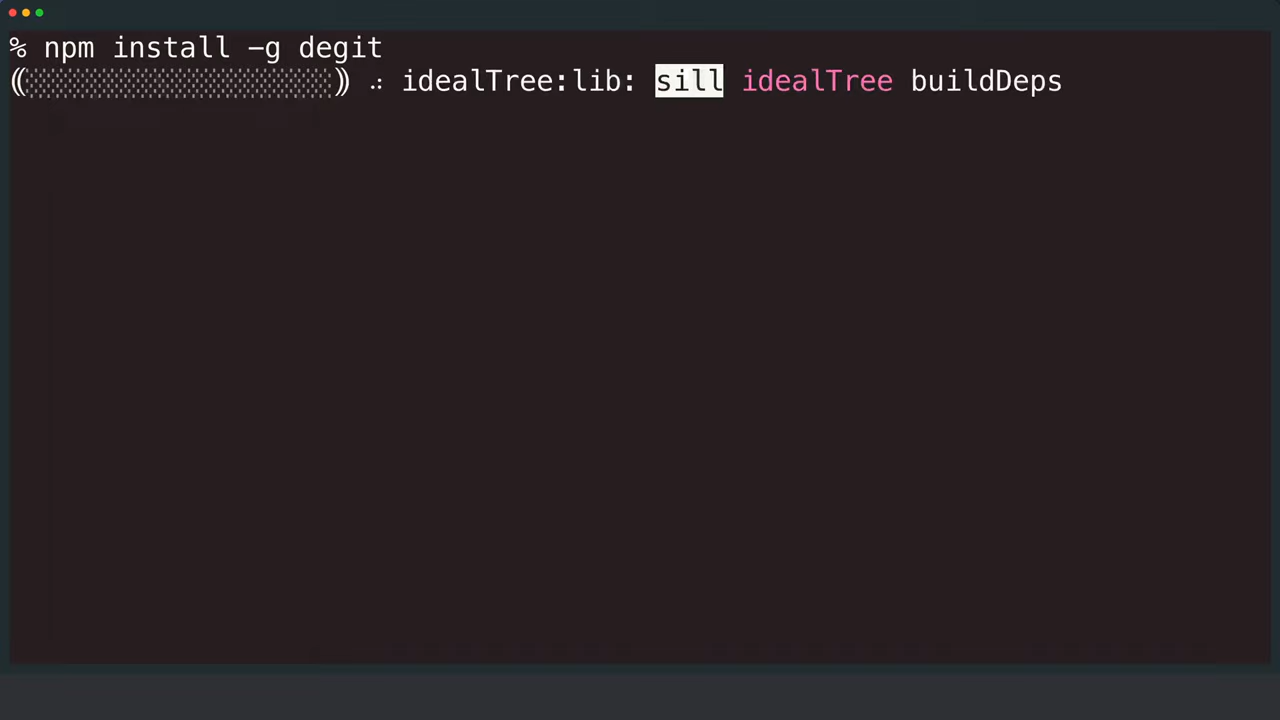 % npm install -g degit
(░░░░░░░░░░░░░░░░░░) ⠴ idealTree:lib: sill idealTree buildDeps